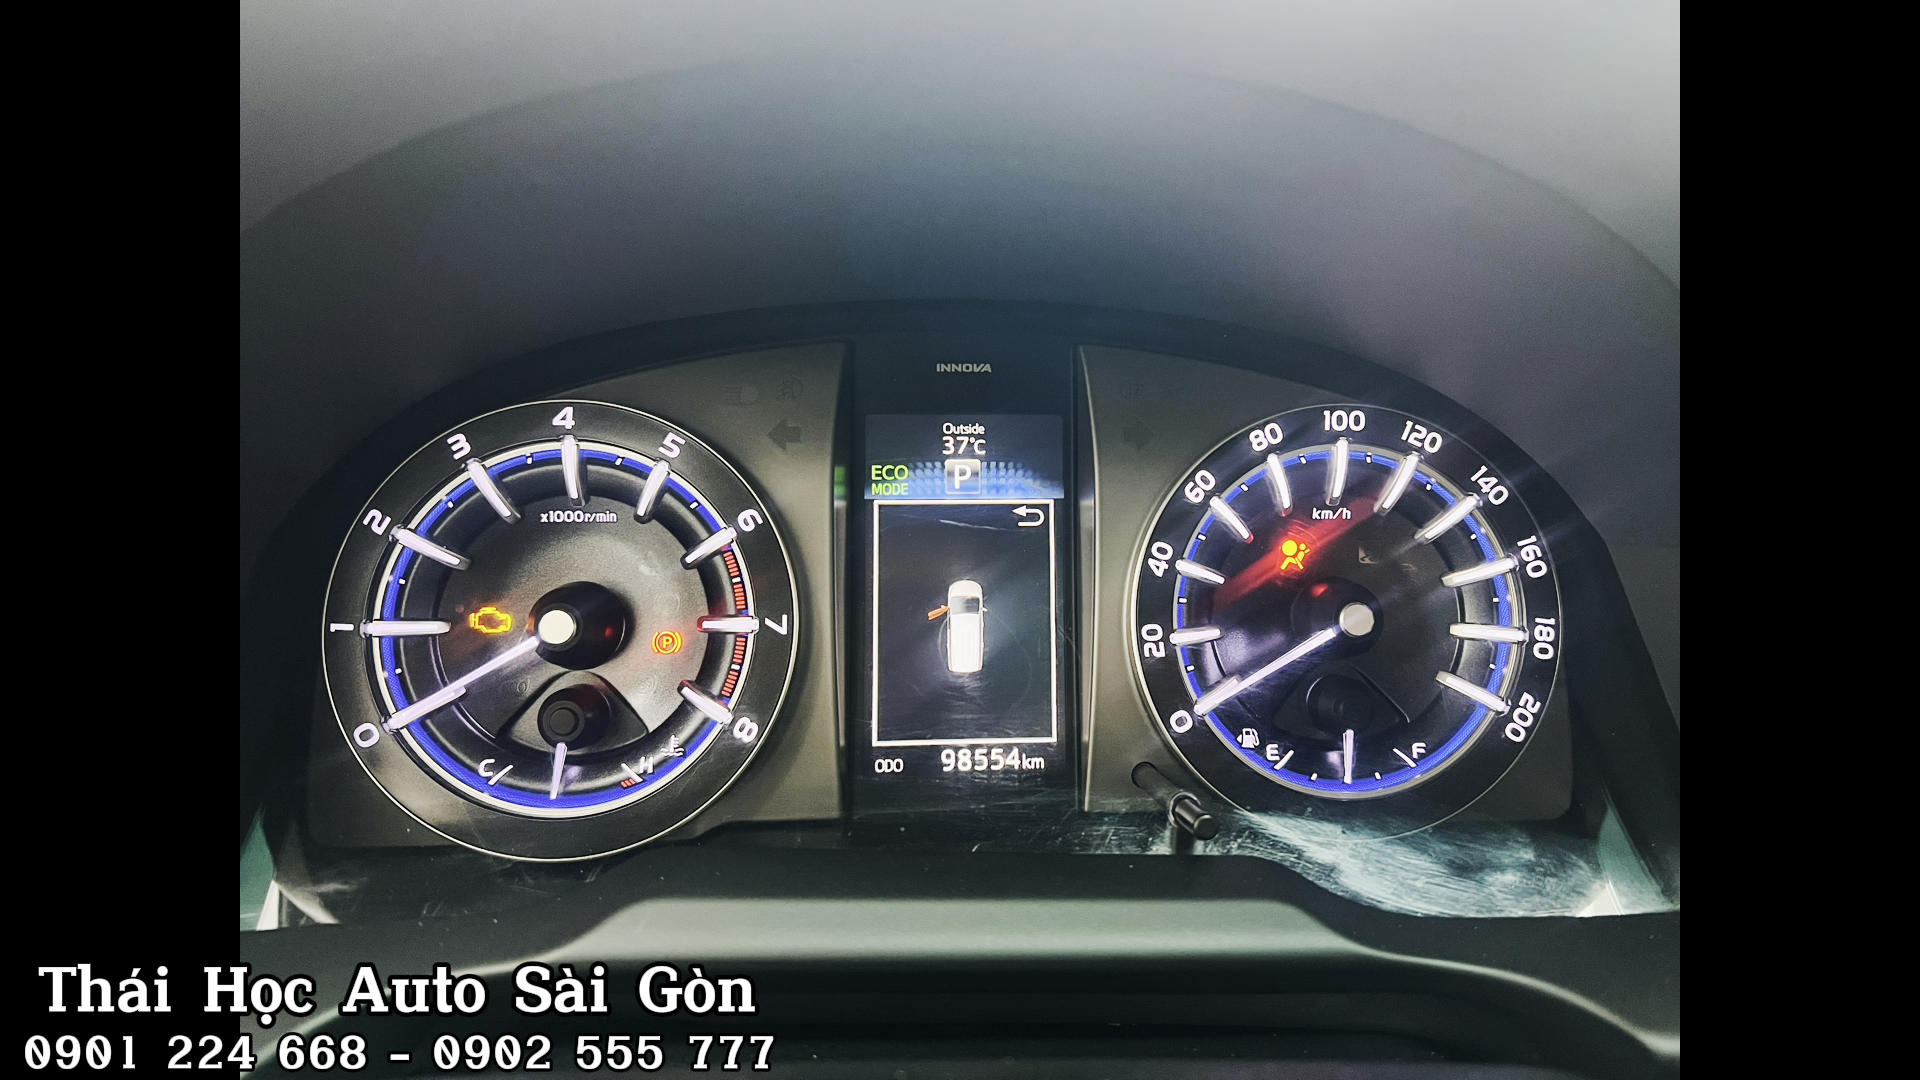 INNOVA
Outside
37°C
ECO
MODE
P
ODO 98554km
0 1 2 3 4 5 6 7 8
x1000r/min
P
C H
0 20 40 60 80 100 120 140 160 180 200
km/h
E F
Thái Học Auto Sài Gòn
0901 224 668 - 0902 555 777